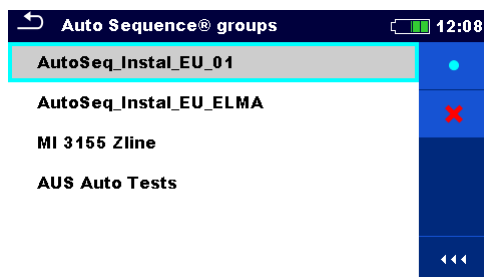 Auto Sequence® groups 12:08
AutoSeq_Instal_EU_01
AutoSeq_Instal_EU_ELMA
MI 3155 Zline
AUS Auto Tests